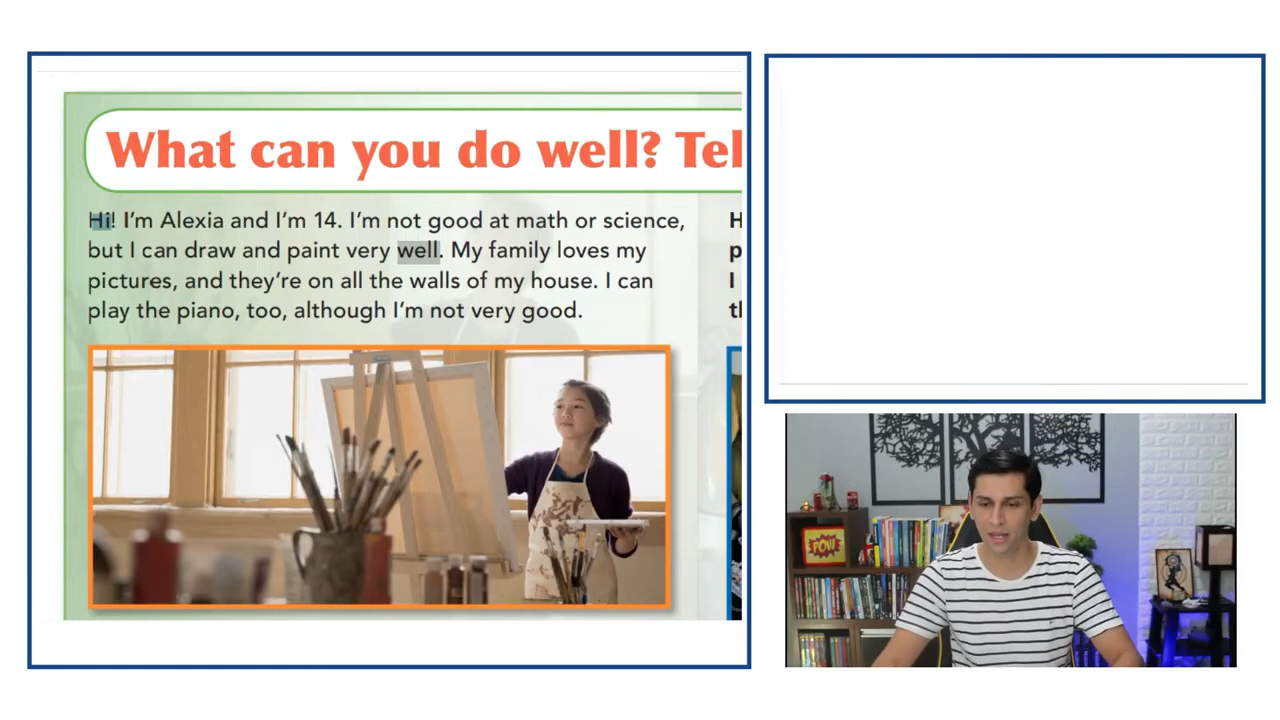 What can you do well? Tel
Hi! I'm Alexia and I'm 14. I'm not good at math or science,
but I can draw and paint very well. My family loves my
pictures, and they're on all the walls of my house. I can
play the piano, too, although I'm not very good.
H
p
I
th
POW!